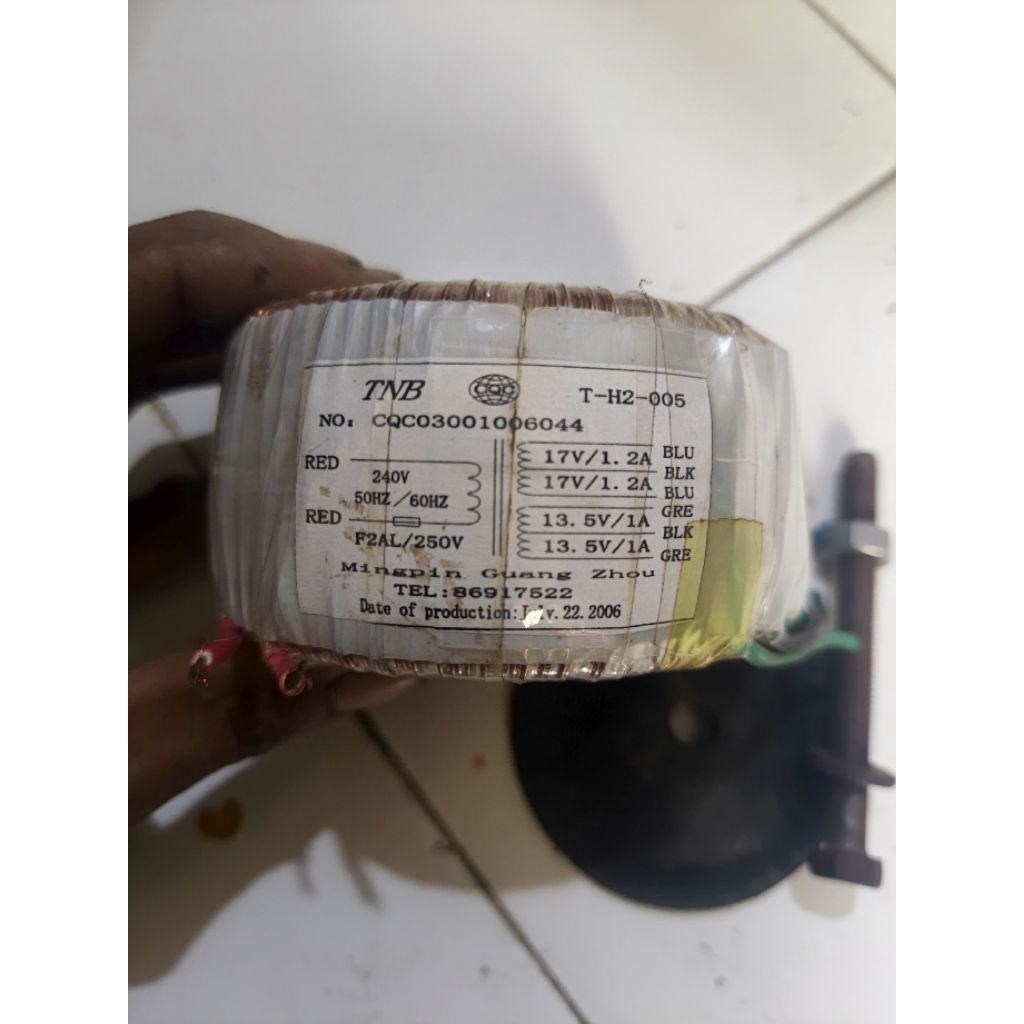 TNB CQC T-H2-005
NO: CQC03001006044
RED 17V/1.2A BLU
240V BLK
17V/1.2A BLU
50HZ/60HZ GRE
RED 13.5V/1A BLK
F2AL/250V 13.5V/1A GRE
Mingpin Guang Zhou
TEL:86917522
Date of production:July.22.2006